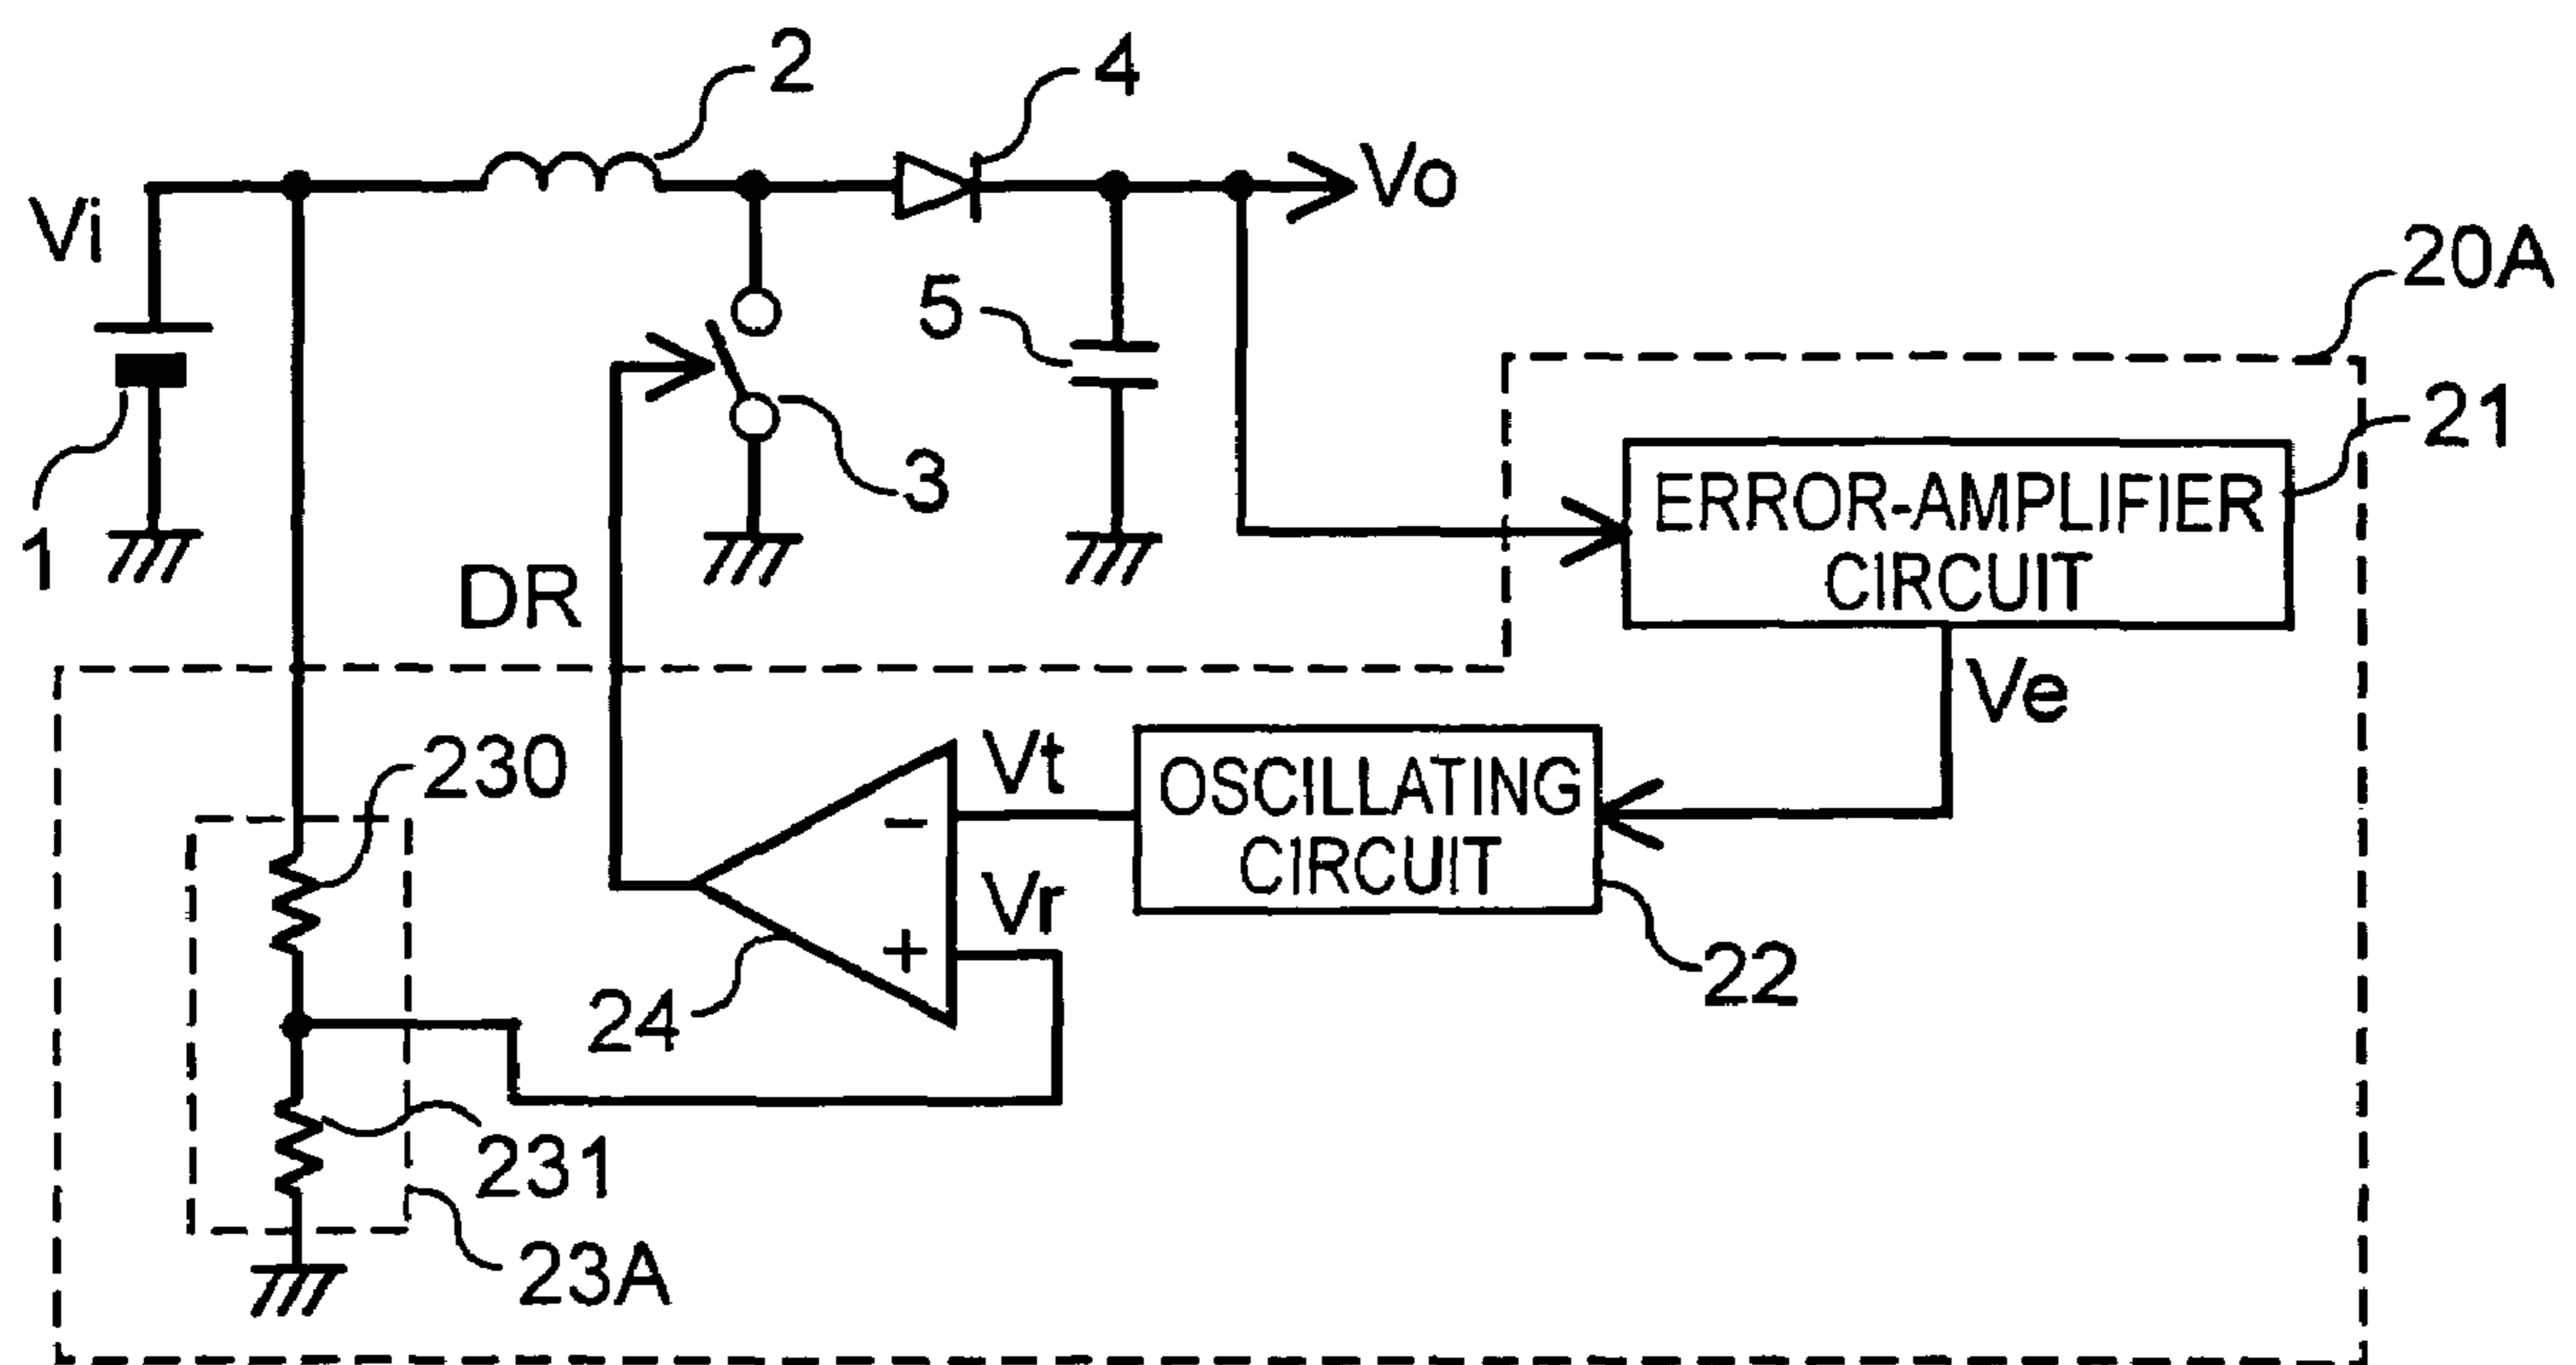 2
4
Vo
Vi
20A
5
21
ERROR-AMPLIFIER
CIRCUIT
3
1
DR
Ve
230
Vt
OSCILLATING
CIRCUIT
−
Vr
+
22
24
231
23A